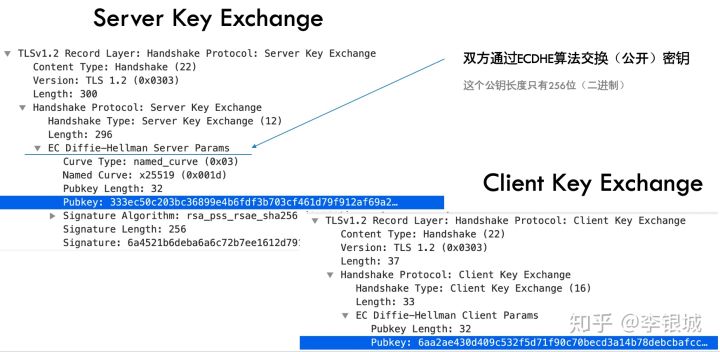 Server Key Exchange
TLSv1.2 Record Layer: Handshake Protocol: Server Key Exchange
Content Type: Handshake (22)
Version: TLS 1.2 (0x0303)
Length: 300
Handshake Protocol: Server Key Exchange
Handshake Type: Server Key Exchange (12)
Length: 296
EC Diffie-Hellman Server Params
Curve Type: named_curve (0x03)
Named Curve: x25519 (0x001d)
Pubkey Length: 32
Pubkey: 333ec50c203bc36899e4b6fdf3b703cf461d79f912af69a2…
Signature Algorithm: rsa_pss_rsae_sha256
Signature Length: 256
Signature: 6a4521b6deba6a6c72b7ee1612d791
双方通过ECDHE算法交换（公开）密钥
这个公钥长度只有256位（二进制）
Client Key Exchange
TLSv1.2 Record Layer: Handshake Protocol: Client Key Exchange
Content Type: Handshake (22)
Version: TLS 1.2 (0x0303)
Length: 37
Handshake Protocol: Client Key Exchange
Handshake Type: Client Key Exchange (16)
Length: 33
EC Diffie-Hellman Client Params
Pubkey Length: 32
Pubkey: 6aa2ae430d409c532f5d71f90c70becd3a14b78debcbafcc…
知乎 @李银城